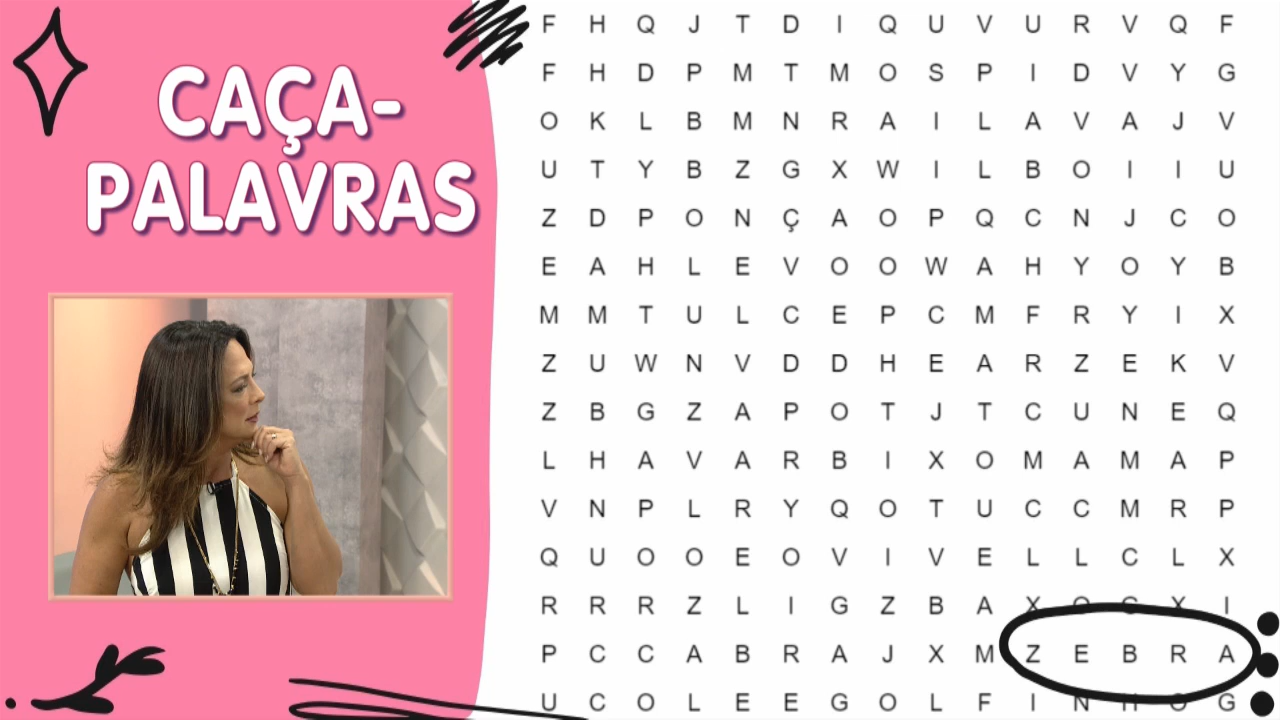 CAÇA-
PALAVRAS
F H Q J T D I Q U V U R V Q F
F H D P M T M O S P I D V Y G
O K L B M N R A I L A V A J V
U T Y B Z G X W I L B O I I U
Z D P O N Ç A O P Q C N J C O
E A H L E V O O W A H Y O Y B
M M T U L C E P C M F R Y I X
Z U W N V D D H E A R Z E K V
Z B G Z A P O T J T C U N E Q
L H A V A R B I X O M A M A P
V N P L R Y Q O T U C C M R P
Q U O O E O V I V E L L C L X
R R R Z L I G Z B A X O C X I
P C C A B R A J X M Z E B R A
U C O L E E G O L F I N H O G